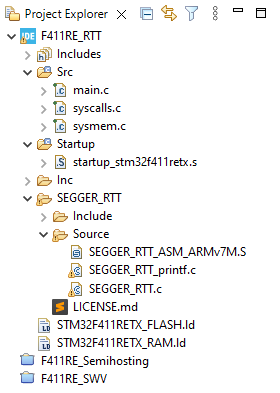 Project Explorer
IDE F411RE_RTT
Includes
Src
main.c
syscalls.c
sysmem.c
Startup
startup_stm32f411retx.s
Inc
SEGGER_RTT
Include
Source
SEGGER_RTT_ASM_ARMv7M.S
SEGGER_RTT_printf.c
SEGGER_RTT.c
LICENSE.md
STM32F411RETX_FLASH.ld
STM32F411RETX_RAM.ld
F411RE_Semihosting
F411RE_SWV